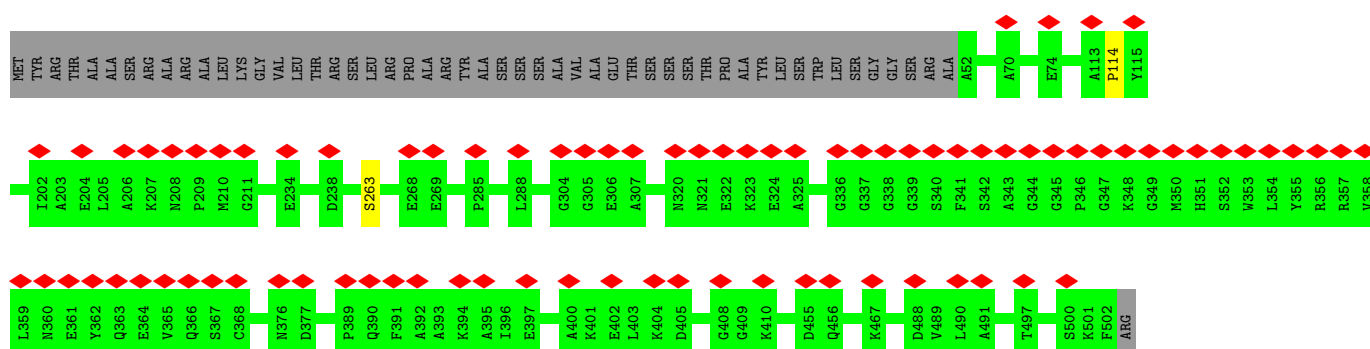 MET TYR ARG THR ALA ALA SER ARG ALA ARG ALA LEU LYS GLY VAL LEU THR ARG SER LEU ARG PRO ALA ARG TYR ALA SER SER SER ALA VAL ALA GLU THR SER SER SER THR PRO ALA TYR LEU SER TRP LEU SER GLY GLY SER ARG ALA A52 A70 E74 A113 P114 Y115
I202 A203 E204 L205 A206 K207 N208 P209 M210 G211 E234 D238 S263 E268 E269 P285 L288 G304 G305 E306 A307 N320 N321 E322 K323 E324 A325 G336 G337 G338 G339 S340 F341 S342 A343 G344 G345 P346 G347 K348 G349 M350 H351 S352 W353 L354 Y355 R356 R357 V358
L359 N360 E361 Y362 Q363 E364 V365 Q366 S367 C368 N376 D377 P389 Q390 F391 A392 A393 K394 A395 I396 E397 A400 K401 E402 L403 K404 D405 G408 G409 K410 D455 Q456 K467 D488 V489 L490 A491 T497 S500 K501 F502 ARG